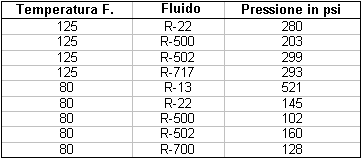 Temperatura F. Fluido Pressione in psi
125 R-22 280
125 R-500 203
125 R-502 299
125 R-717 293
80 R-13 521
80 R-22 145
80 R-500 102
80 R-502 160
80 R-700 128